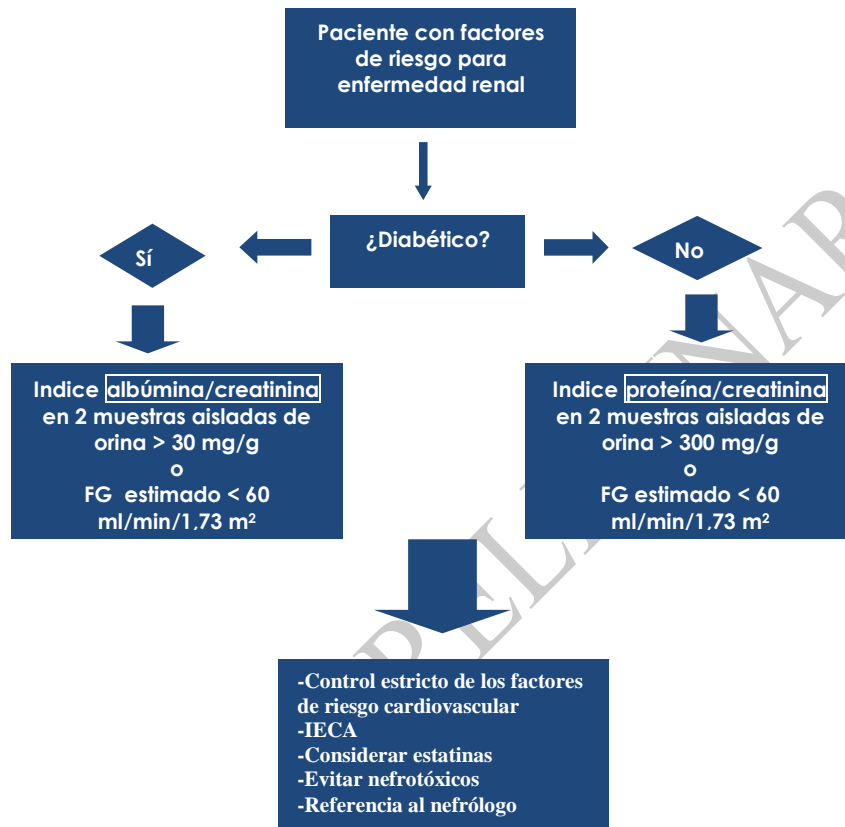 Paciente con factores
de riesgo para
enfermedad renal
¿Diabético?
Sí
No
Indice albúmina/creatinina
en 2 muestras aisladas de
orina > 30 mg/g
o
FG estimado < 60
ml/min/1,73 m²
Indice proteína/creatinina
en 2 muestras aisladas de
orina > 300 mg/g
o
FG estimado < 60
ml/min/1,73 m²
-Control estricto de los factores
de riesgo cardiovascular
-IECA
-Considerar estatinas
-Evitar nefrotóxicos
-Referencia al nefrólogo